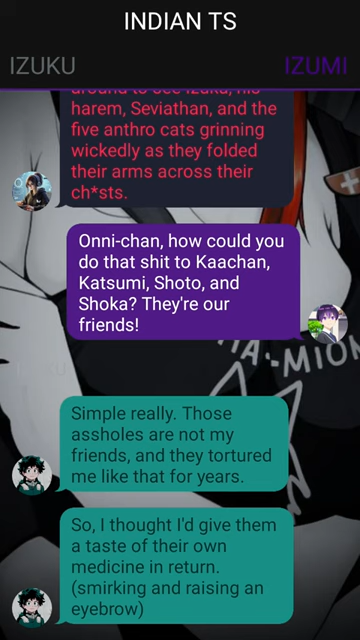 INDIAN TS
IZUKU
IZUMI
around to see Izuku, his
harem, Seviathan, and the
five anthro cats grinning
wickedly as they folded
their arms across their
ch*sts.
Onni-chan, how could you
do that shit to Kaachan,
Katsumi, Shoto, and
Shoka? They're our
friends!
Simple really. Those
assholes are not my
friends, and they tortured
me like that for years.
So, I thought I'd give them
a taste of their own
medicine in return.
(smirking and raising an
eyebrow)